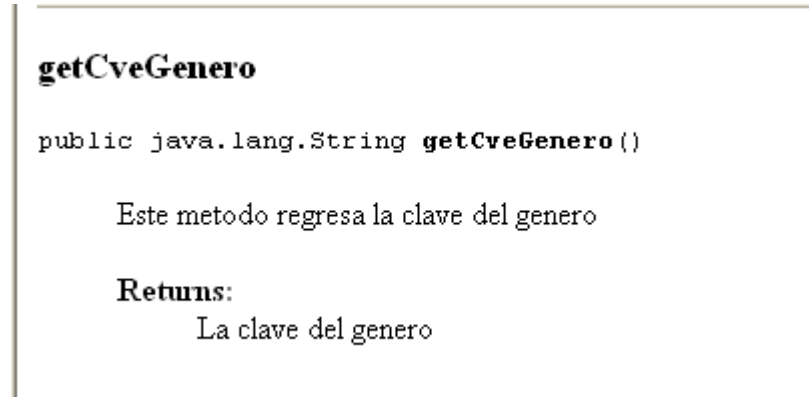 getCveGenero
public java.lang.String getCveGenero()
Este metodo regresa la clave del genero
Returns:
La clave del genero